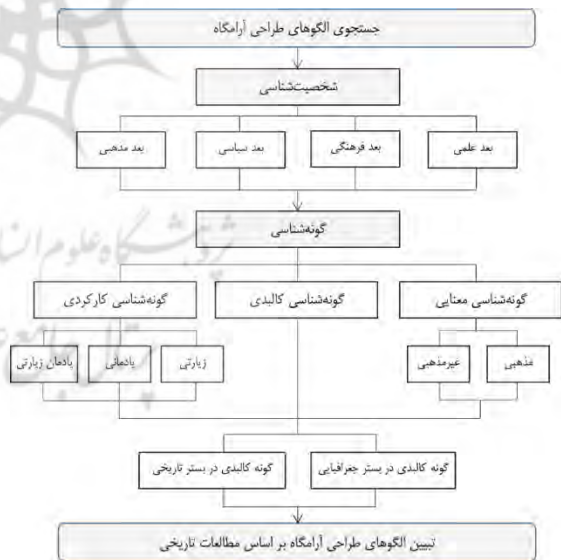 جستجوی الگوهای طراحی آرامگاه
شخصیت‌شناسی
بعد علمی
بعد فرهنگی
بعد سیاسی
بعد مذهبی
گونه‌شناسی
گونه‌شناسی معنایی
گونه‌شناسی کالبدی
گونه‌شناسی کارکردی
مذهبی
غیرمذهبی
زیارتی
یادمانی
یادمان زیارتی
گونه کالبدی در بستر جغرافیایی
گونه کالبدی در بستر تاریخی
تبیین الگوهای طراحی آرامگاه بر اساس مطالعات تاریخی